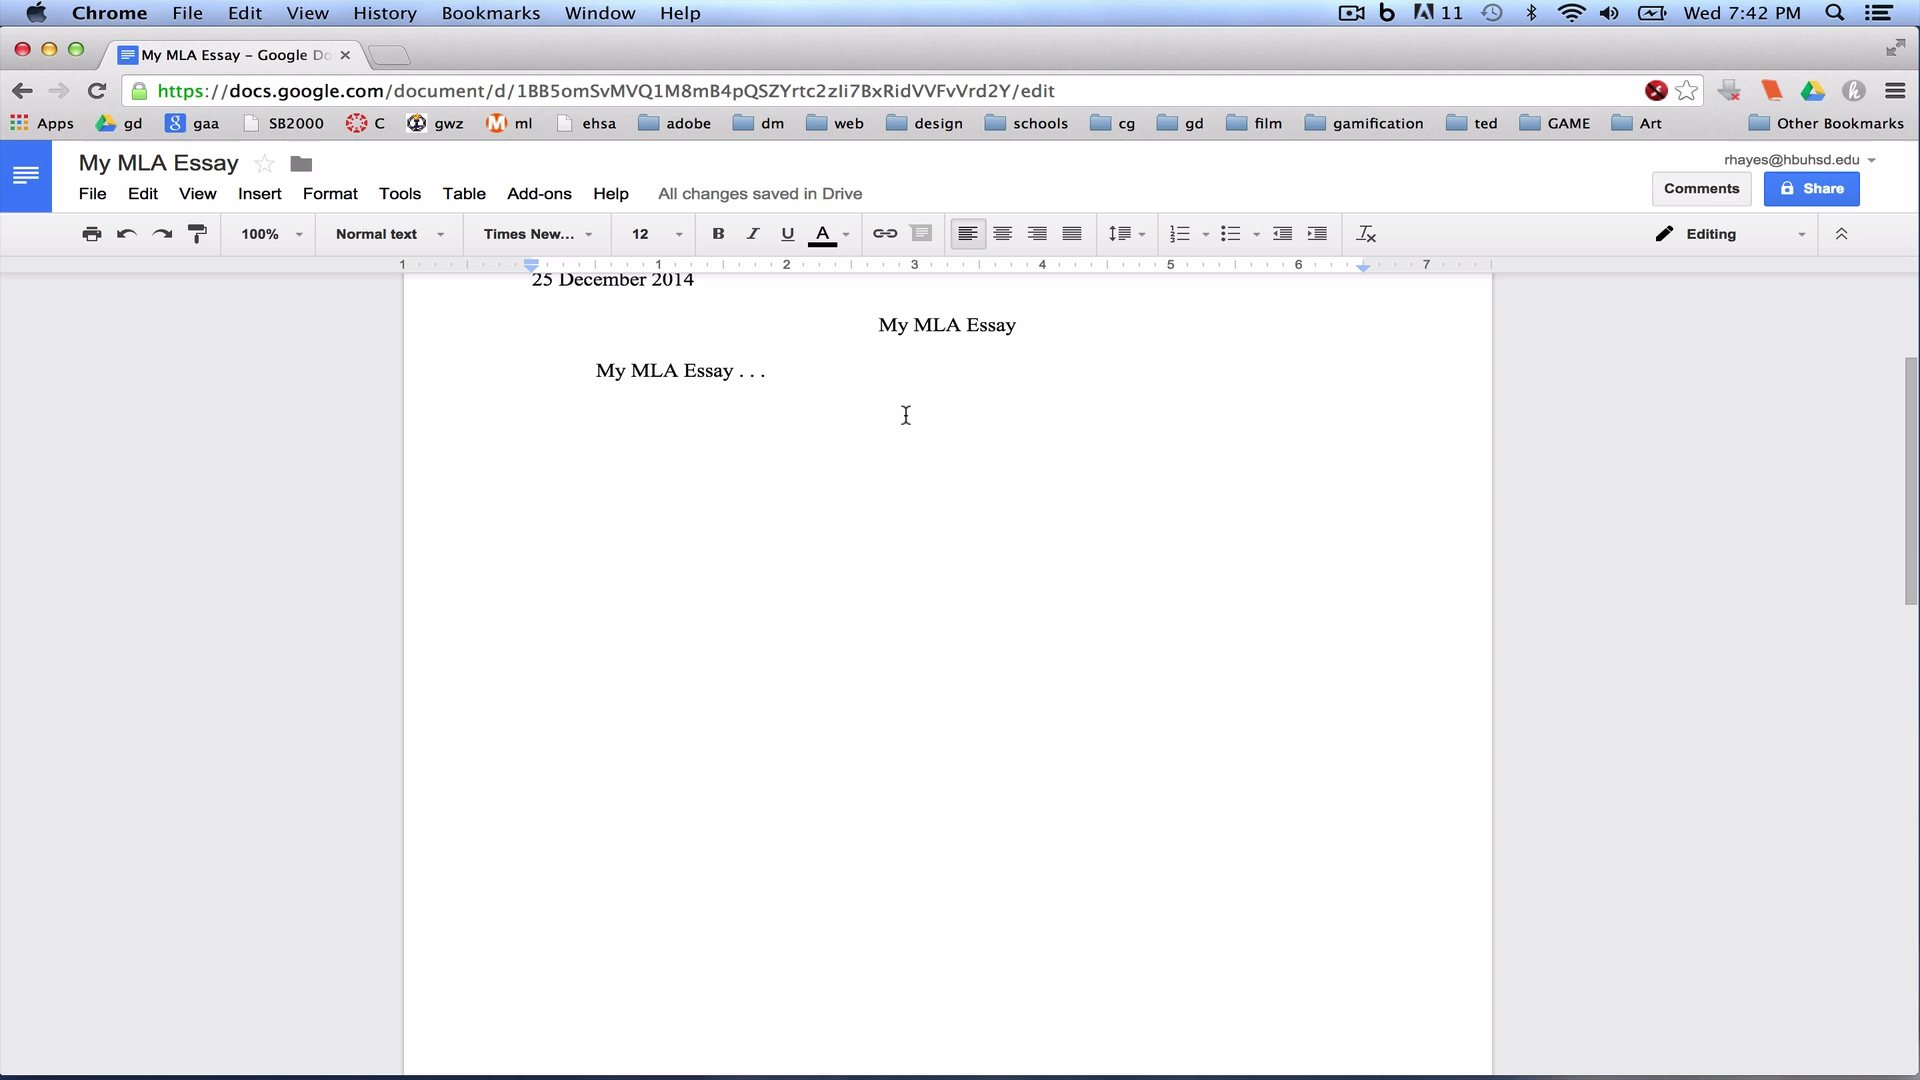 Chrome File Edit View History Bookmarks Window Help 11 Wed 7:42 PM
My MLA Essay – Google Do
https://docs.google.com/document/d/1BB5omSvMVQ1M8mB4pQSZYrtc2zIi7BxRidVVFvVrd2Y/edit
Apps gd gaa SB2000 C gwz ml ehsa adobe dm web design schools cg gd film gamification ted GAME Art Other Bookmarks
My MLA Essay rhayes@hbuhsd.edu
File Edit View Insert Format Tools Table Add-ons Help All changes saved in Drive Comments Share
100% Normal text Times New... 12 B I U A Editing
1 1 2 3 4 5 6 7
25 December 2014
My MLA Essay
My MLA Essay . . .